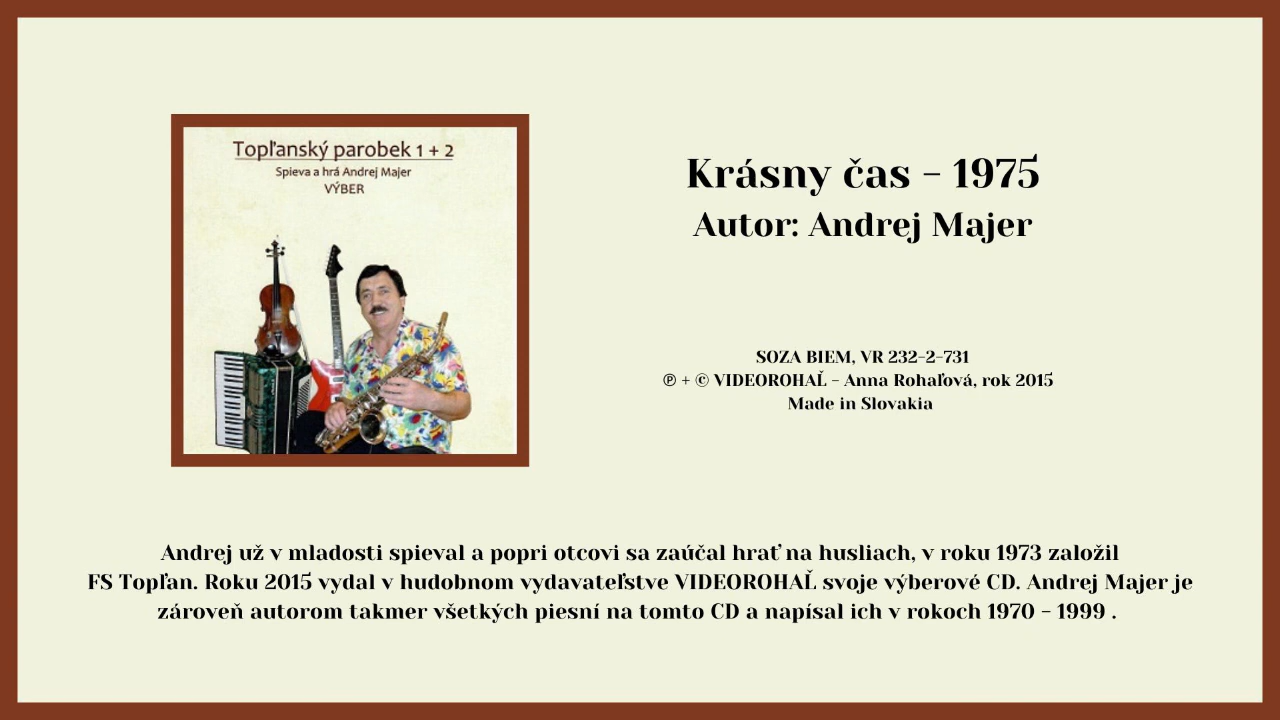 Topľanský parobek 1 + 2
Spieva a hrá Andrej Majer
VÝBER
Krásny čas - 1975
Autor: Andrej Majer
SOZA BIEM, VR 232-2-731
℗ + © VIDEOROHAĽ - Anna Rohaľová, rok 2015
Made in Slovakia
Andrej už v mladosti spieval a popri otcovi sa zaúčal hrať na husliach, v roku 1973 založil
FS Topľan. Roku 2015 vydal v hudobnom vydavateľstve VIDEOROHAĽ svoje výberové CD. Andrej Majer je
zároveň autorom takmer všetkých piesní na tomto CD a napísal ich v rokoch 1970 - 1999 .